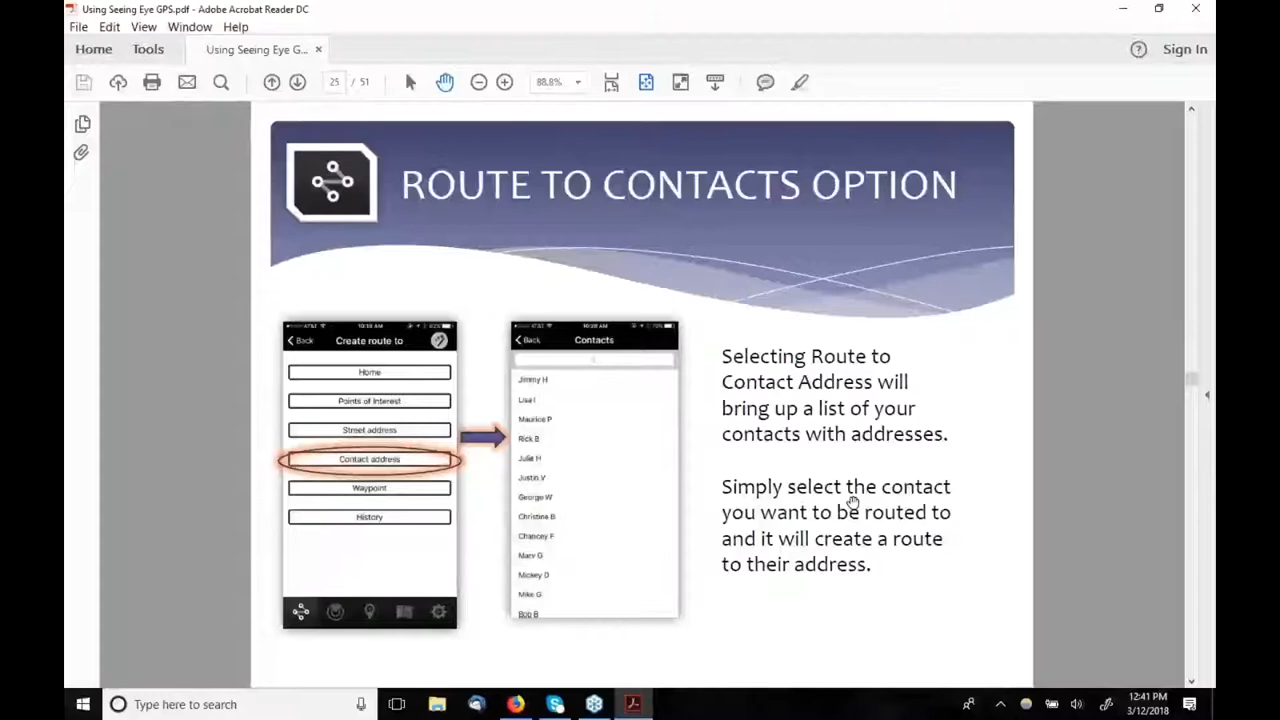 Using Seeing Eye GPS.pdf - Adobe Acrobat Reader DC
File Edit View Window Help
Home Tools Using Seeing Eye G... ×
Sign In
25 / 51
88.8%
ROUTE TO CONTACTS OPTION
10:18 AM
Back Create route to
Home
Points of Interest
Street address
Contact address
Waypoint
History
Back Contacts
Jimmy H
Lisa I
Maurice P
Rick B
Julie H
Justin V
George W
Christine B
Chancey F
Mary G
Mickey D
Mike G
Bob B
Selecting Route to
Contact Address will
bring up a list of your
contacts with addresses.
Simply select the contact
you want to be routed to
and it will create a route
to their address.
Type here to search
12:41 PM
3/12/2018